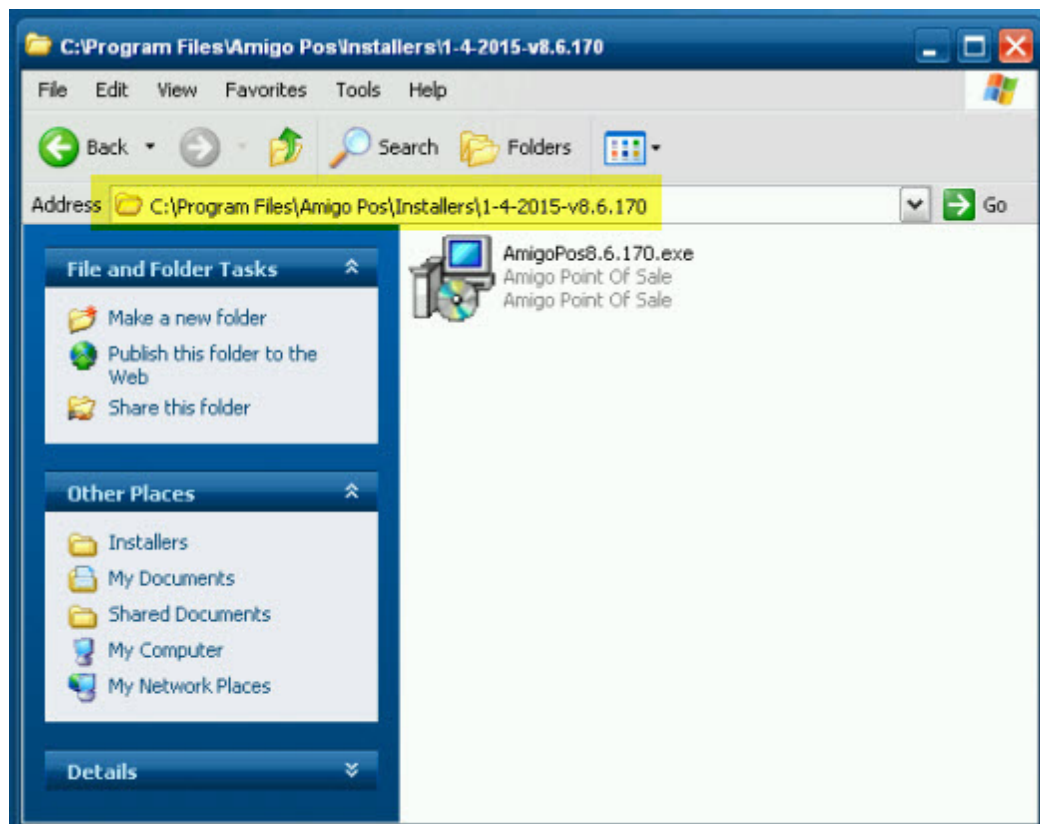 C:\Program Files\Amigo Pos\Installers\1-4-2015-v8.6.170
File Edit View Favorites Tools Help
Back Search Folders
Address C:\Program Files\Amigo Pos\Installers\1-4-2015-v8.6.170 Go
File and Folder Tasks
Make a new folder
Publish this folder to the
Web
Share this folder
Other Places
Installers
My Documents
Shared Documents
My Computer
My Network Places
Details
AmigoPos8.6.170.exe
Amigo Point Of Sale
Amigo Point Of Sale